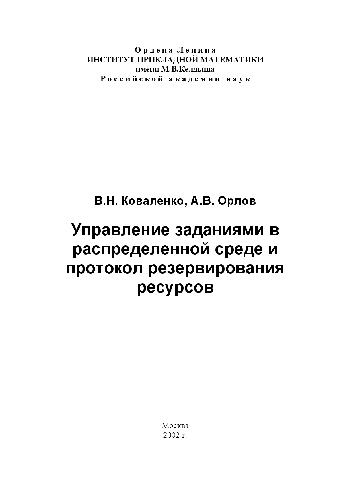 Ордена Ленина
ИНСТИТУТ ПРИКЛАДНОЙ МАТЕМАТИКИ
имени М.В.Келдыша
Российской академии наук
В.Н. Коваленко, А.В. Орлов
Управление заданиями в
распределенной среде и
протокол резервирования
ресурсов
Москва
2002 г.